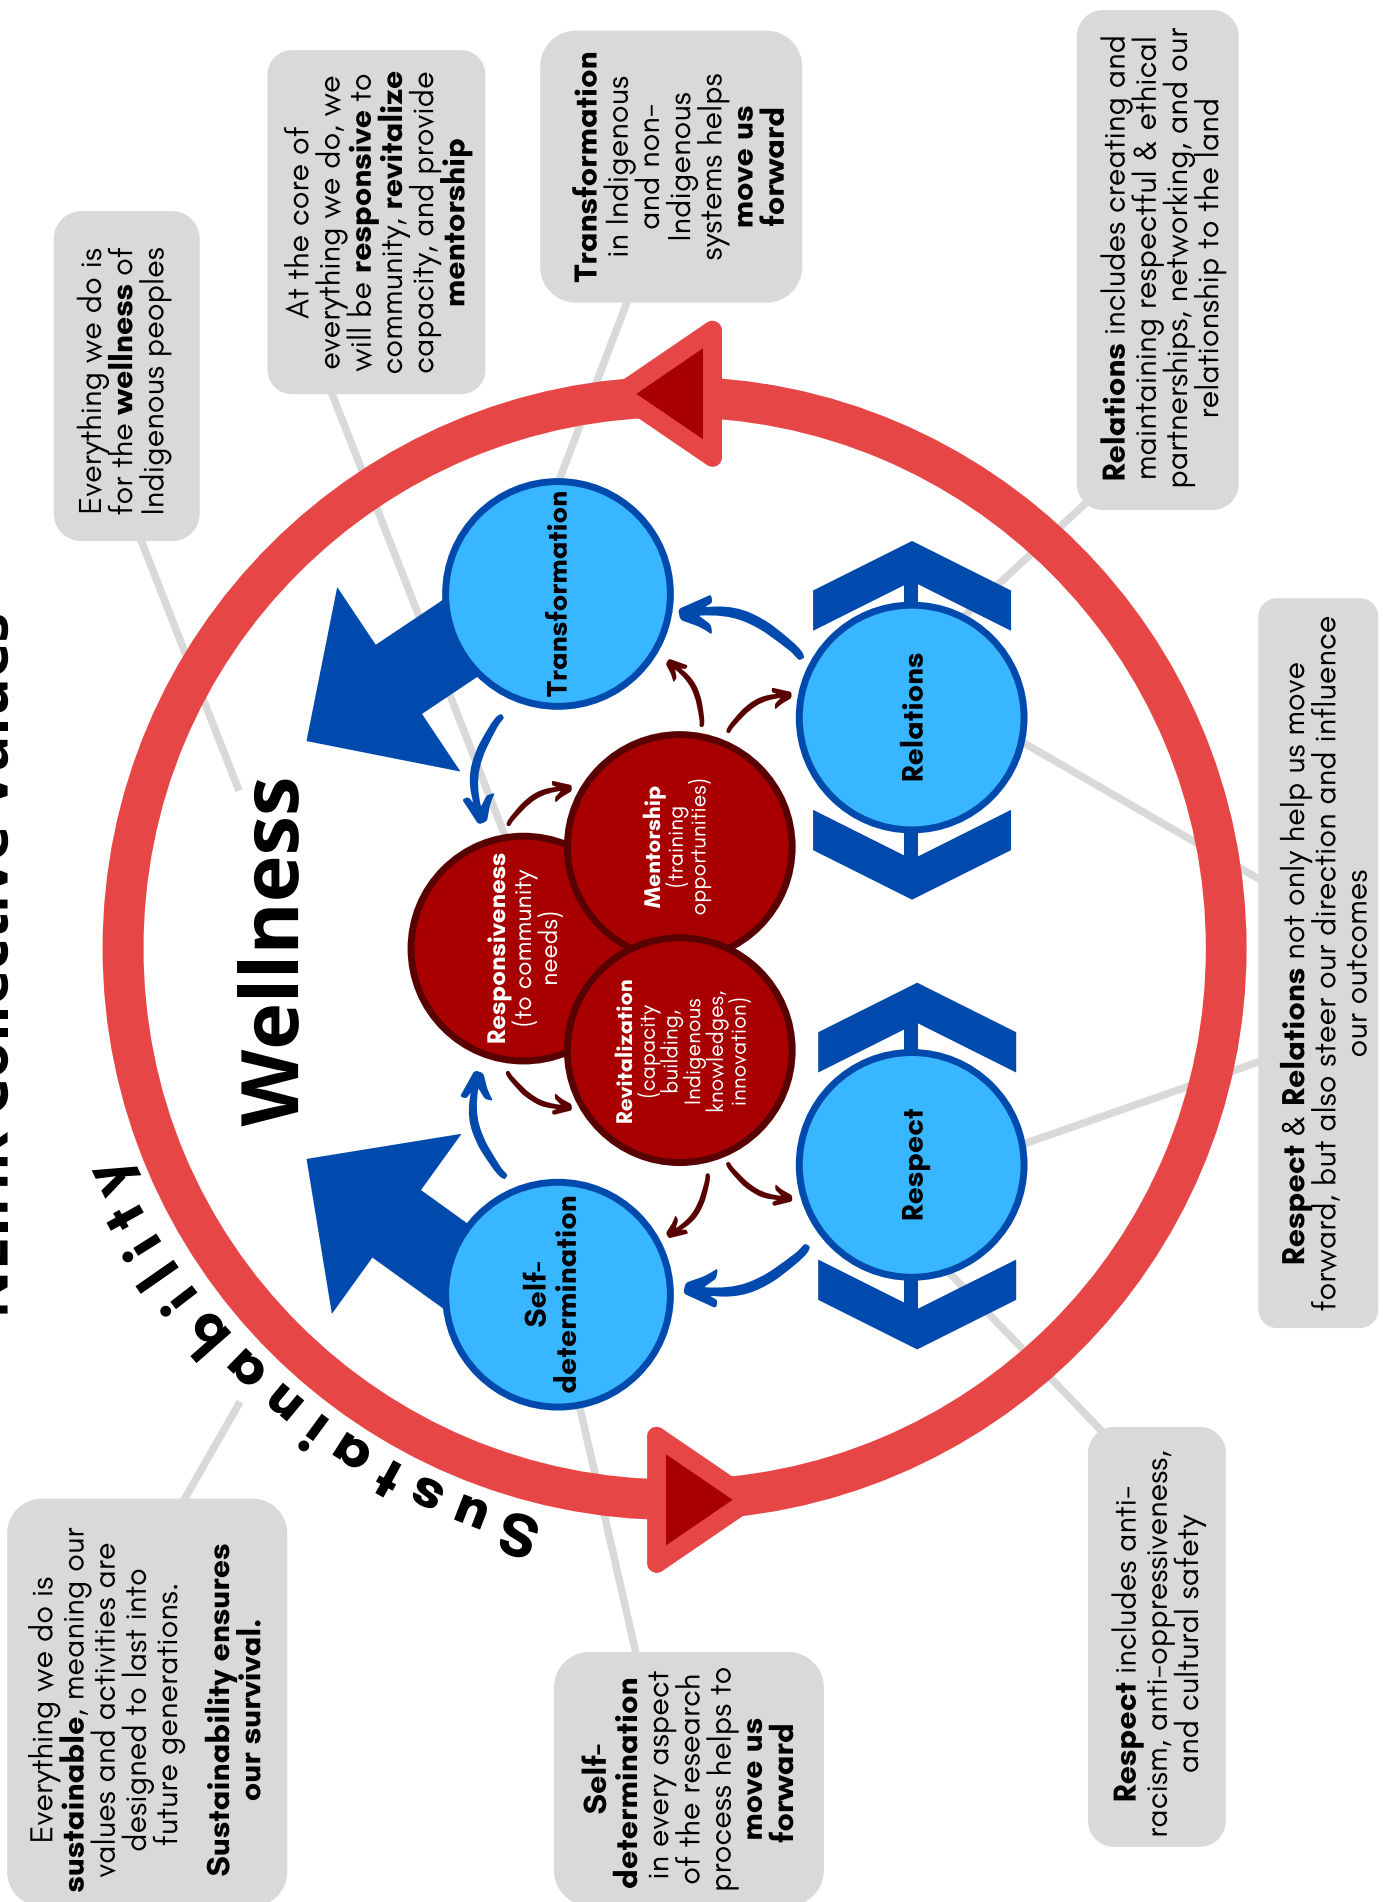 Collective Values
Everything we do is
sustainable, meaning our
values and activities are
designed to last into
future generations.
Sustainability ensures
our survival.
Sustainability
Everything we do is
for the wellness of
Indigenous peoples
Wellness
At the core of
everything we do, we
will be responsive to
community, revitalize
capacity, and provide
mentorship
Responsiveness
(to community
needs)
Self-
determination
Transformation
Self-
determination
in every aspect
of the research
process helps to
move us
forward
Transformation
in Indigenous
and non-
Indigenous
systems helps
move us
forward
Revitalization
(capacity
building,
Indigenous
knowledges,
innovation)
Mentorship
(training
opportunities)
Respect
Relations
Respect includes anti-
racism, anti-oppressiveness,
and cultural safety
Relations includes creating and
maintaining respectful & ethical
partnerships, networking, and our
relationship to the land
Respect & Relations not only help us move
forward, but also steer our direction and influence
our outcomes